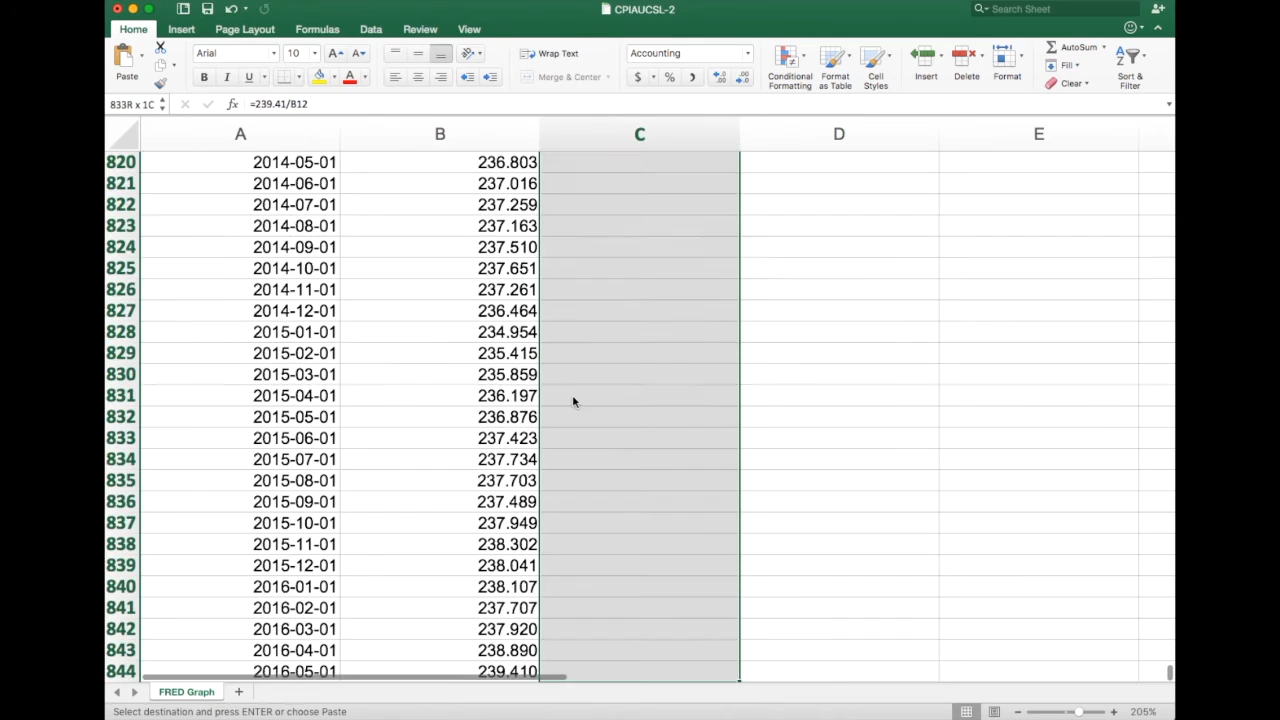 CPIAUCSL-2
Search Sheet
Home Insert Page Layout Formulas Data Review View
Paste
Arial 10
Wrap Text
Merge & Center
Accounting
$ %
Conditional Formatting
Format as Table
Cell Styles
Insert
Delete
Format
AutoSum
Fill
Clear
Sort & Filter
833R x 1C fx =239.41/B12
A B C D E
820 2014-05-01 236.803
821 2014-06-01 237.016
822 2014-07-01 237.259
823 2014-08-01 237.163
824 2014-09-01 237.510
825 2014-10-01 237.651
826 2014-11-01 237.261
827 2014-12-01 236.464
828 2015-01-01 234.954
829 2015-02-01 235.415
830 2015-03-01 235.859
831 2015-04-01 236.197
832 2015-05-01 236.876
833 2015-06-01 237.423
834 2015-07-01 237.734
835 2015-08-01 237.703
836 2015-09-01 237.489
837 2015-10-01 237.949
838 2015-11-01 238.302
839 2015-12-01 238.041
840 2016-01-01 238.107
841 2016-02-01 237.707
842 2016-03-01 237.920
843 2016-04-01 238.890
844 2016-05-01 239.410
FRED Graph +
Select destination and press ENTER or choose Paste
205%